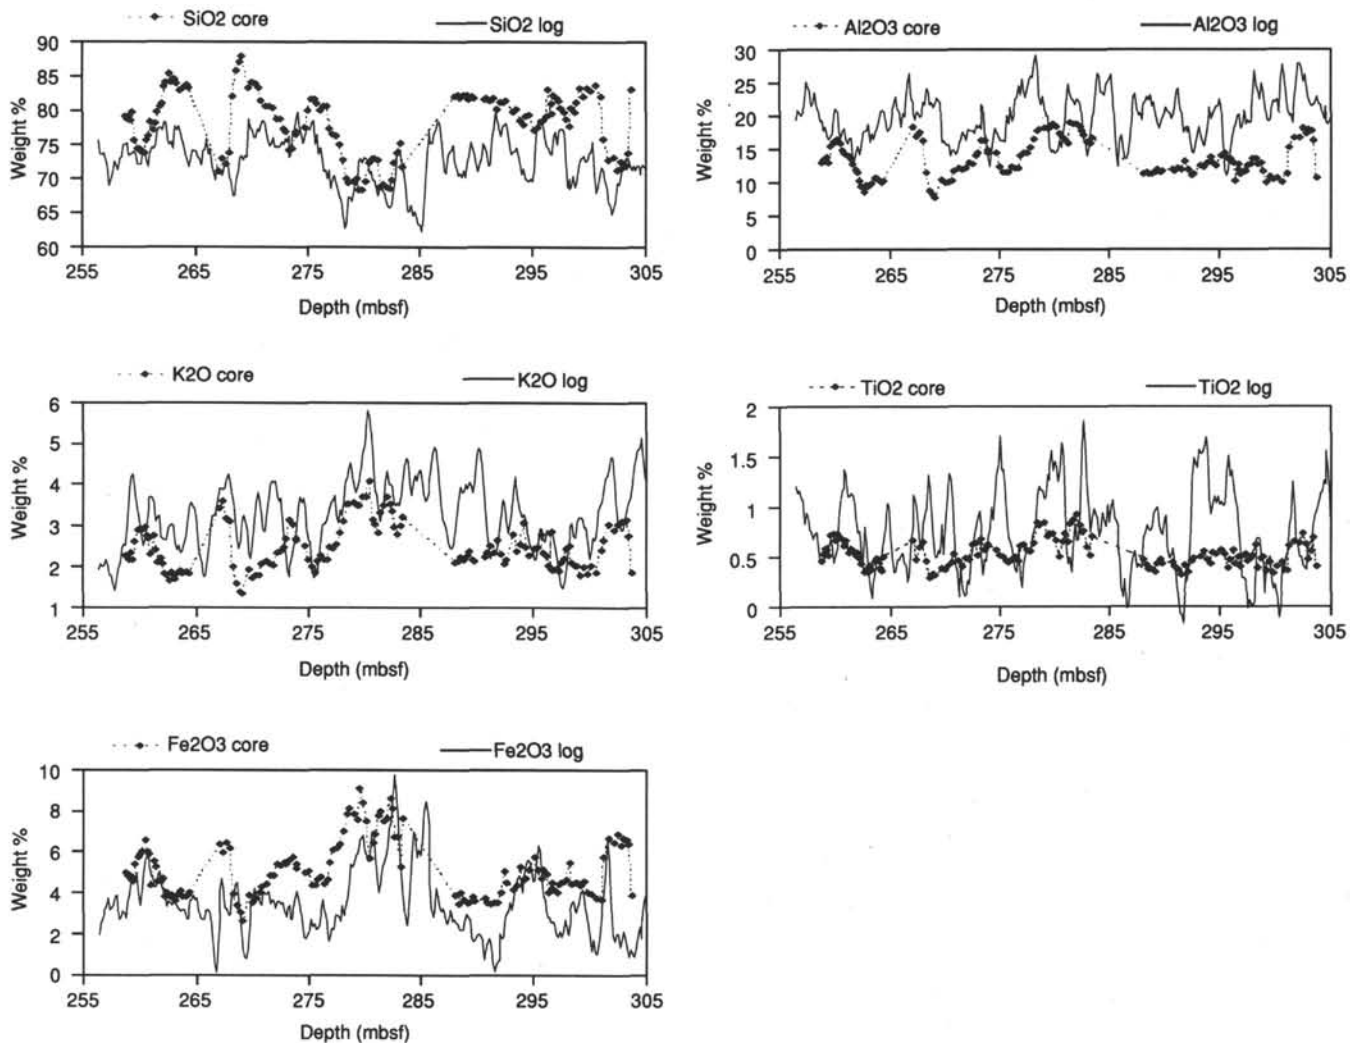 SiO2 core SiO2 log
90
85
80
75
70
65
60
Weight %
255 265 275 285 295 305
Depth (mbsf)
Al2O3 core Al2O3 log
30
25
20
15
10
5
0
Weight %
255 265 275 285 295 305
Depth (mbsf)
K2O core K2O log
6
5
4
3
2
1
Weight %
255 265 275 285 295 305
Depth (mbsf)
TiO2 core TiO2 log
2
1.5
1
0.5
0
Weight %
255 265 275 285 295 305
Depth (mbsf)
Fe2O3 core Fe2O3 log
10
8
6
4
2
0
Weight %
255 265 275 285 295 305
Depth (mbsf)